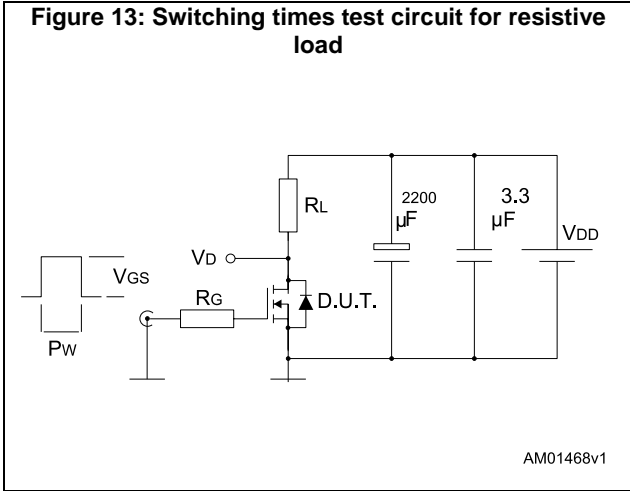 Figure 13: Switching times test circuit for resistive
load
2200
μF
3.3
μF
VDD
RL
VD
VGS
RG
D.U.T.
PW
AM01468v1